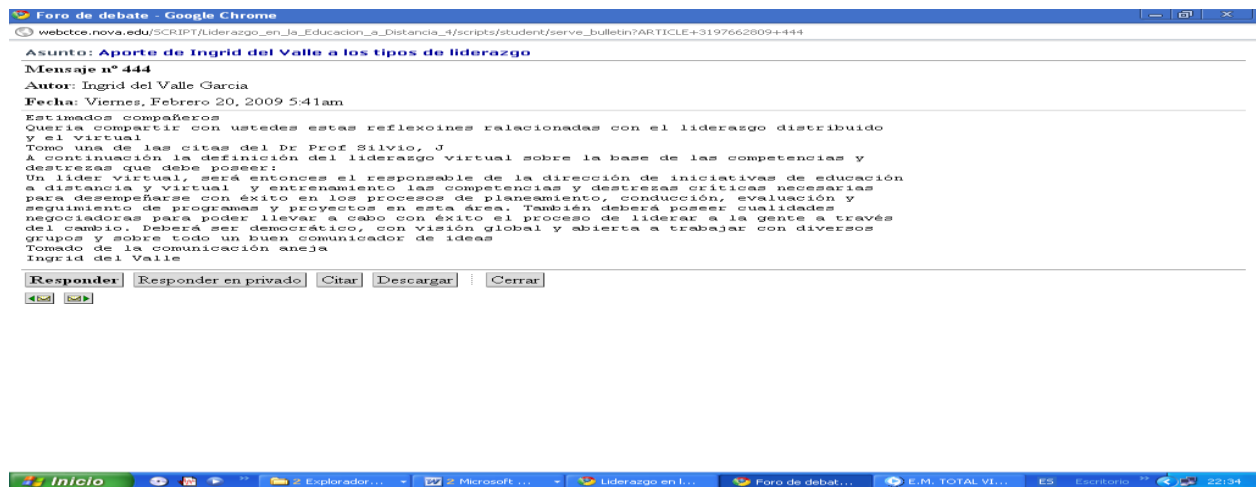 Foro de debate - Google Chrome
webctce.nova.edu/SCRIPT/Liderazgo_en_la_Educacion_a_Distancia_4/scripts/student/serve_bulletin?ARTICLE+3197662809+444
Asunto: Aporte de Ingrid del Valle a los tipos de liderazgo
Mensaje nº 444
Autor: Ingrid del Valle Garcia
Fecha: Viernes, Febrero 20, 2009 5:41am
Estimados compañeros
Queria compartir con ustedes estas reflexoines ralacionadas con el liderazgo distribuido
y el virtual
Tomo una de las citas del Dr Prof Silvio, J
A continuación la definición del liderazgo virtual sobre la base de las competencias y
destrezas que debe poseer:
Un líder virtual, será entonces el responsable de la dirección de iniciativas de educación
a distancia y virtual  y entrenamiento las competencias y destrezas críticas necesarias
para desempeñarse con éxito en los procesos de planeamiento, conducción, evaluación y
seguimiento de programas y proyectos en esta área. También deberá poseer cualidades
negociadoras para poder llevar a cabo con éxito el proceso de liderar a la gente a través
del cambio. Deberá ser democrático, con visión global y abierta a trabajar con diversos
grupos y sobre todo un buen comunicador de ideas
Tomado de la comunicación aneja
Ingrid del Valle
Responder Responder en privado Citar Descargar Cerrar
Inicio 2 Explorador... 2 Microsoft ... Liderazgo en l... Foro de debat... E.M. TOTAL VI... ES Escritorio 22:34